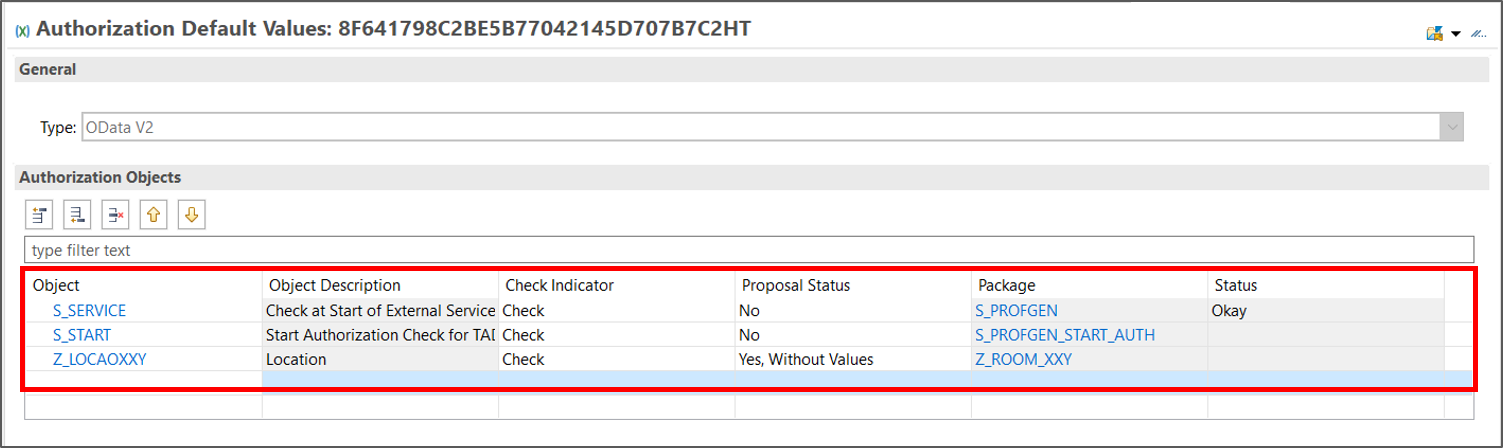 Authorization Default Values: 8F641798C2BE5B77042145D707B7C2HT
General
Type: OData V2
Authorization Objects
type filter text
Object Object Description Check Indicator Proposal Status Package Status
S_SERVICE Check at Start of External Service Check No S_PROFGEN Okay
S_START Start Authorization Check for TAD Check No S_PROFGEN_START_AUTH
Z_LOCAOXXY Location Check Yes, Without Values Z_ROOM_XXY